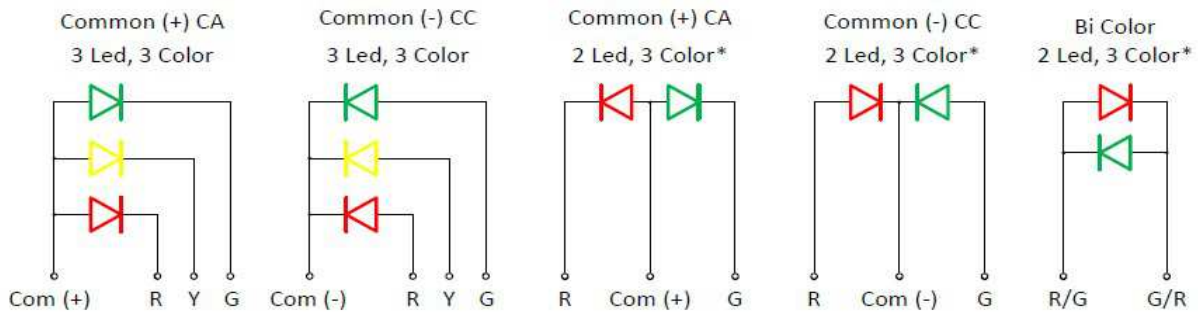 Common (+) CA
3 Led, 3 Color
Com (+) R Y G
Common (-) CC
3 Led, 3 Color
Com (-) R Y G
Common (+) CA
2 Led, 3 Color*
R Com (+) G
Common (-) CC
2 Led, 3 Color*
R Com (-) G
Bi Color
2 Led, 3 Color*
R/G G/R